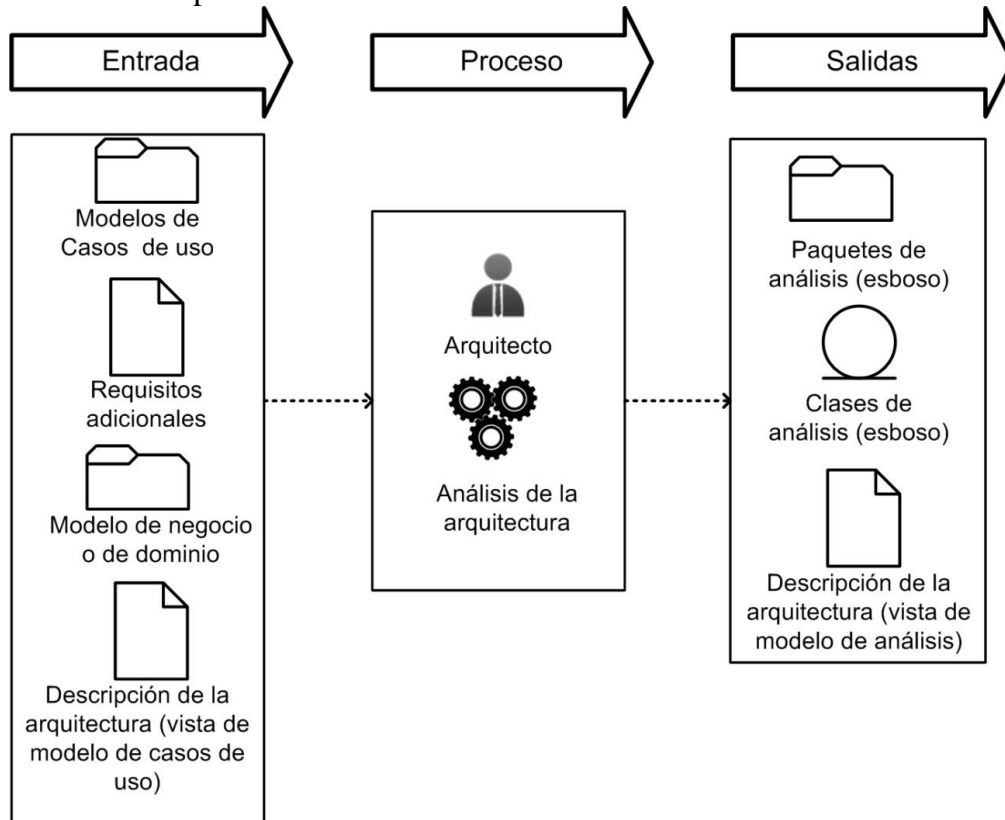 Entrada
Proceso
Salidas
Modelos de
Casos de uso
Requisitos
adicionales
Modelo de negocio
o de dominio
Descripción de la
arquitectura (vista de
modelo de casos de
uso)
Arquitecto
Análisis de la
arquitectura
Paquetes de
análisis (esboso)
Clases de
análisis (esboso)
Descripción de la
arquitectura (vista de
modelo de análisis)